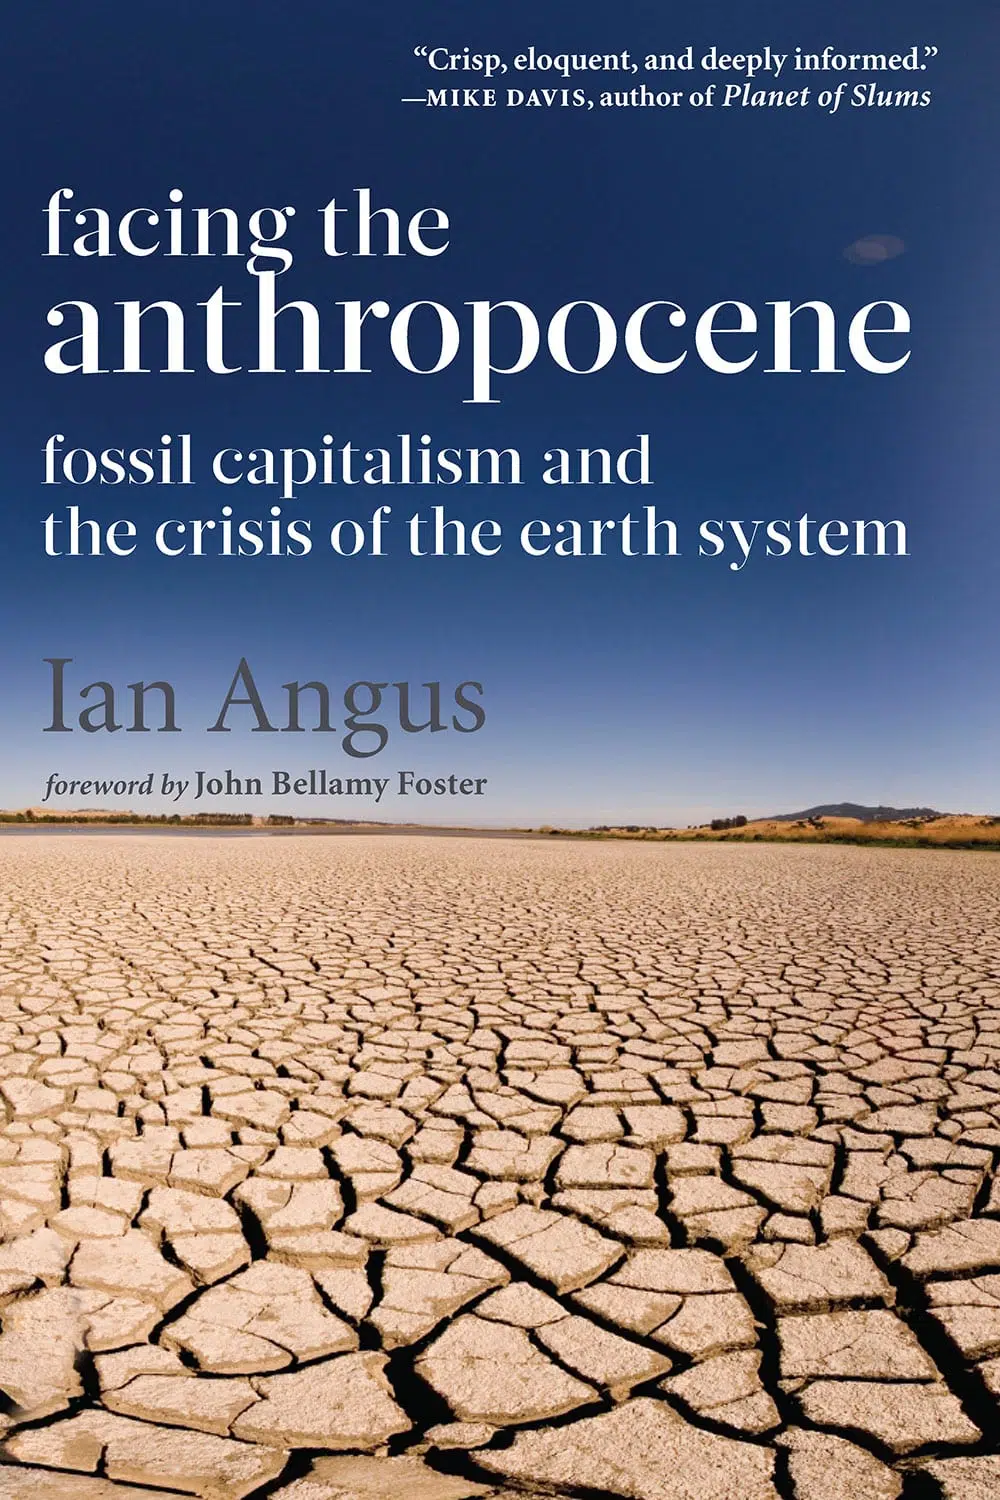 “Crisp, eloquent, and deeply informed.”
—MIKE DAVIS, author of Planet of Slums
facing the
anthropocene
fossil capitalism and
the crisis of the earth system
Ian Angus
foreword by John Bellamy Foster